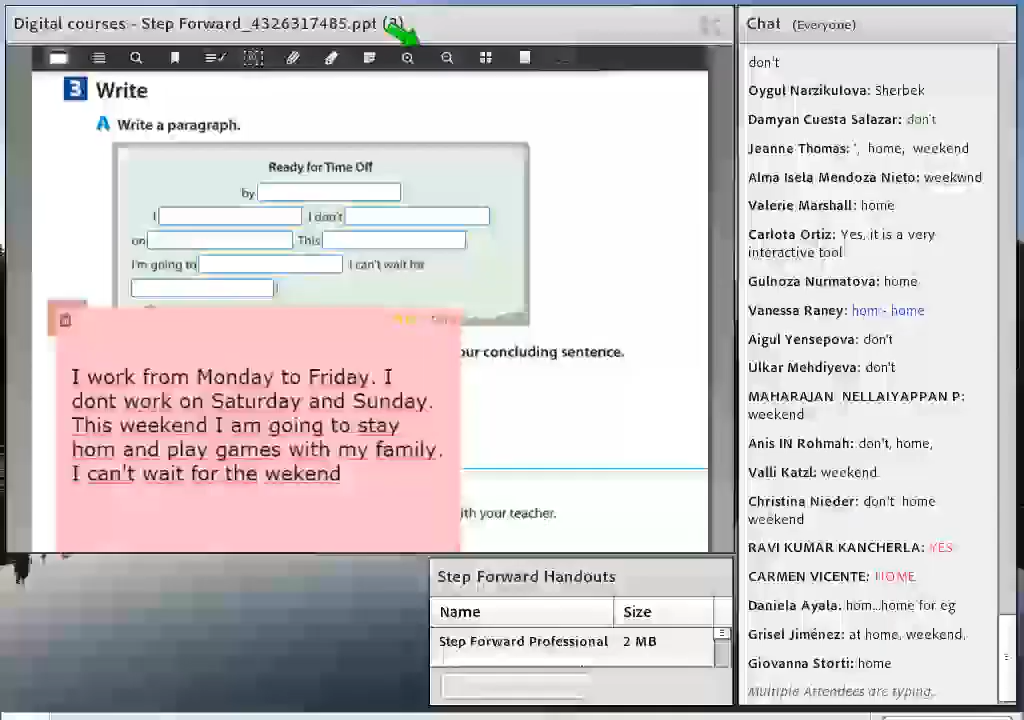 Digital courses - Step Forward_4326317485.ppt (3)
3 Write
A Write a paragraph.
Ready for Time Off
by
I I don't
on This
I'm going to I can't wait for
!
our concluding sentence.
I work from Monday to Friday. I
dont work on Saturday and Sunday.
This weekend I am going to stay
hom and play games with my family.
I can't wait for the wekend
ith your teacher.
Step Forward Handouts
Name Size
Step Forward Professional 2 MB
Chat (Everyone)
don't
Oygul Narzikulova: Sherbek
Damyan Cuesta Salazar: don't
Jeanne Thomas: ', home, weekend
Alma Isela Mendoza Nieto: weekwnd
Valerie Marshall: home
Carlota Ortiz: Yes, it is a very
interactive tool
Gulnoza Nurmatova: home
Vanessa Raney: hom - home
Aigul Yensepova: don't
Ulkar Mehdiyeva: don't
MAHARAJAN NELLAIYAPPAN P:
weekend
Anis IN Rohmah: don't, home,
Valli Katzl: weekend
Christina Nieder: don't home
weekend
RAVI KUMAR KANCHERLA: YES
CARMEN VICENTE: HOME
Daniela Ayala: hom...home for eg
Grisel Jiménez: at home, weekend,
Giovanna Storti: home
Multiple Attendees are typing.